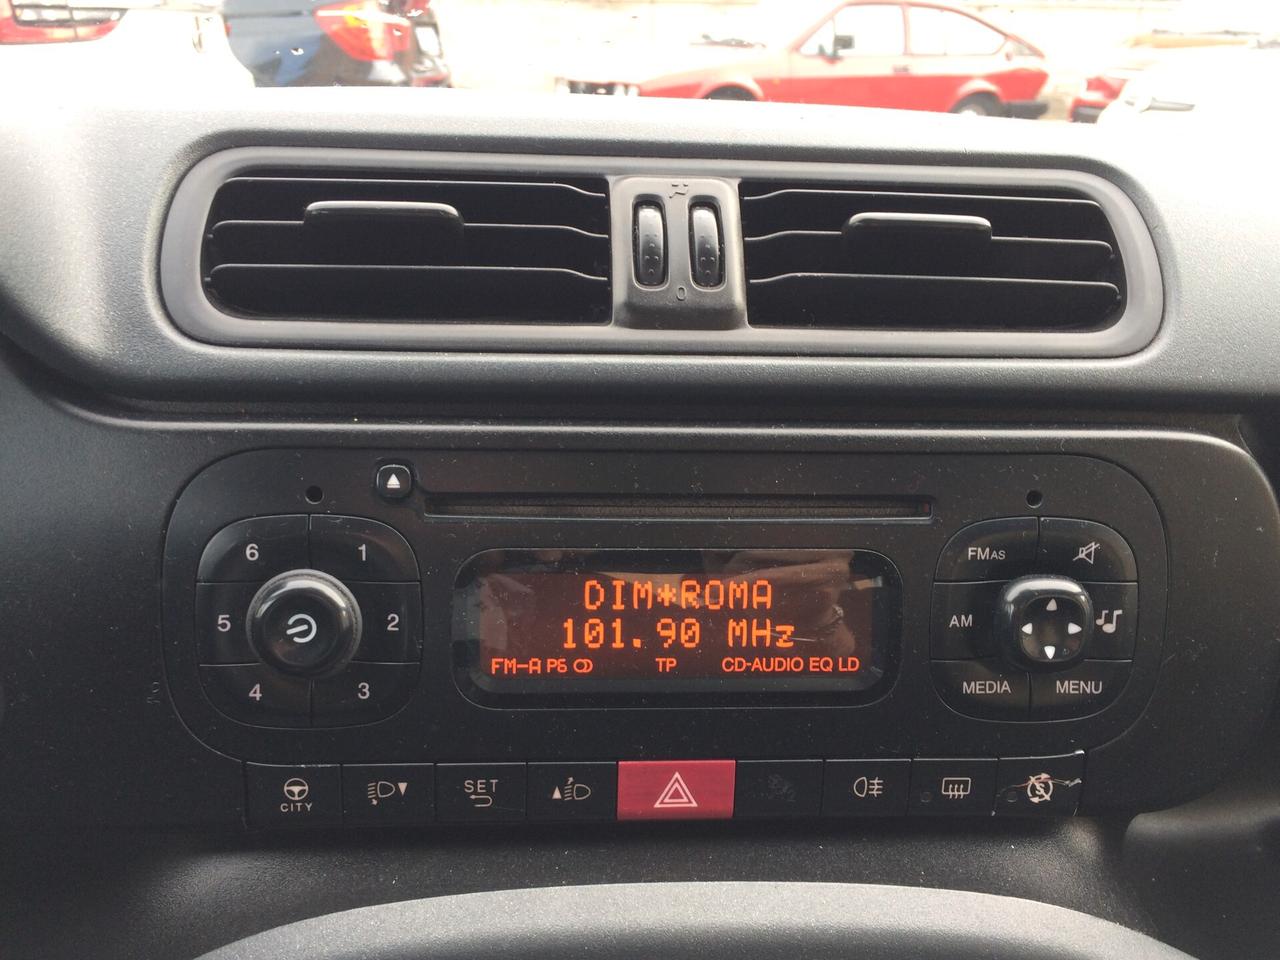 6 1
5 2
4 3
DIM*ROMA
101.90 MHz
FM-A P6 TP CD-AUDIO EQ LD
FMAS
AM
MEDIA MENU
CITY
SET
0